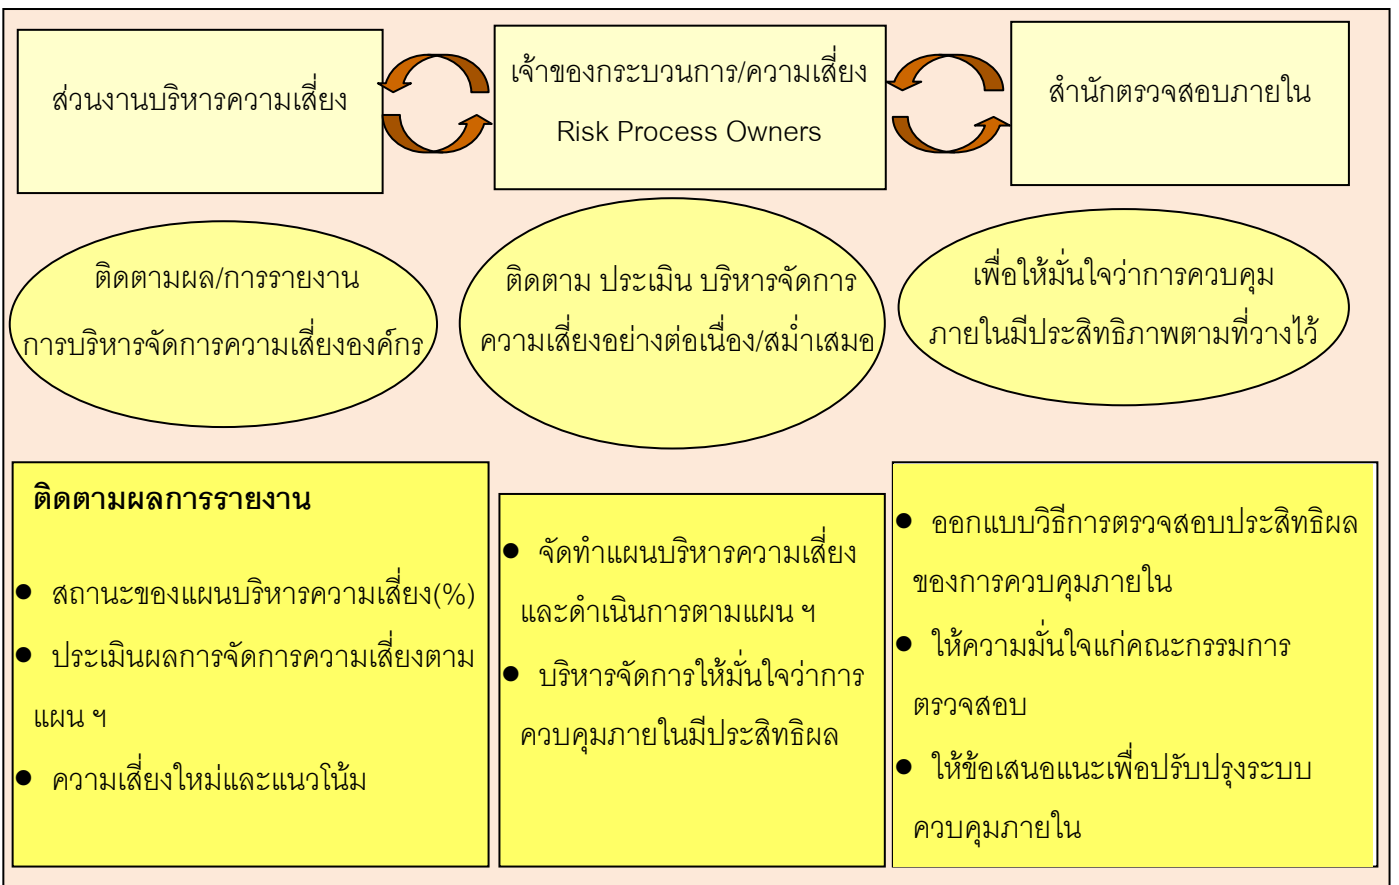 ส่วนงานบริหารความเสี่ยง
เจ้าของกระบวนการ/ความเสี่ยง
Risk Process Owners
สำนักตรวจสอบภายใน
ติดตามผล/การรายงาน
การบริหารจัดการความเสี่ยงองค์กร
ติดตาม ประเมิน บริหารจัดการ
ความเสี่ยงอย่างต่อเนื่อง/สม่ำเสมอ
เพื่อให้มั่นใจว่าการควบคุม
ภายในมีประสิทธิภาพตามที่วางไว้
ติดตามผลการรายงาน
● สถานะของแผนบริหารความเสี่ยง(%)
● ประเมินผลการจัดการความเสี่ยงตาม
แผน ฯ
● ความเสี่ยงใหม่และแนวโน้ม
● จัดทำแผนบริหารความเสี่ยง
และดำเนินการตามแผน ฯ
● บริหารจัดการให้มั่นใจว่าการ
ควบคุมภายในมีประสิทธิผล
● ออกแบบวิธีการตรวจสอบประสิทธิผล
ของการควบคุมภายใน
● ให้ความมั่นใจแก่คณะกรรมการ
ตรวจสอบ
● ให้ข้อเสนอแนะเพื่อปรับปรุงระบบ
ควบคุมภายใน